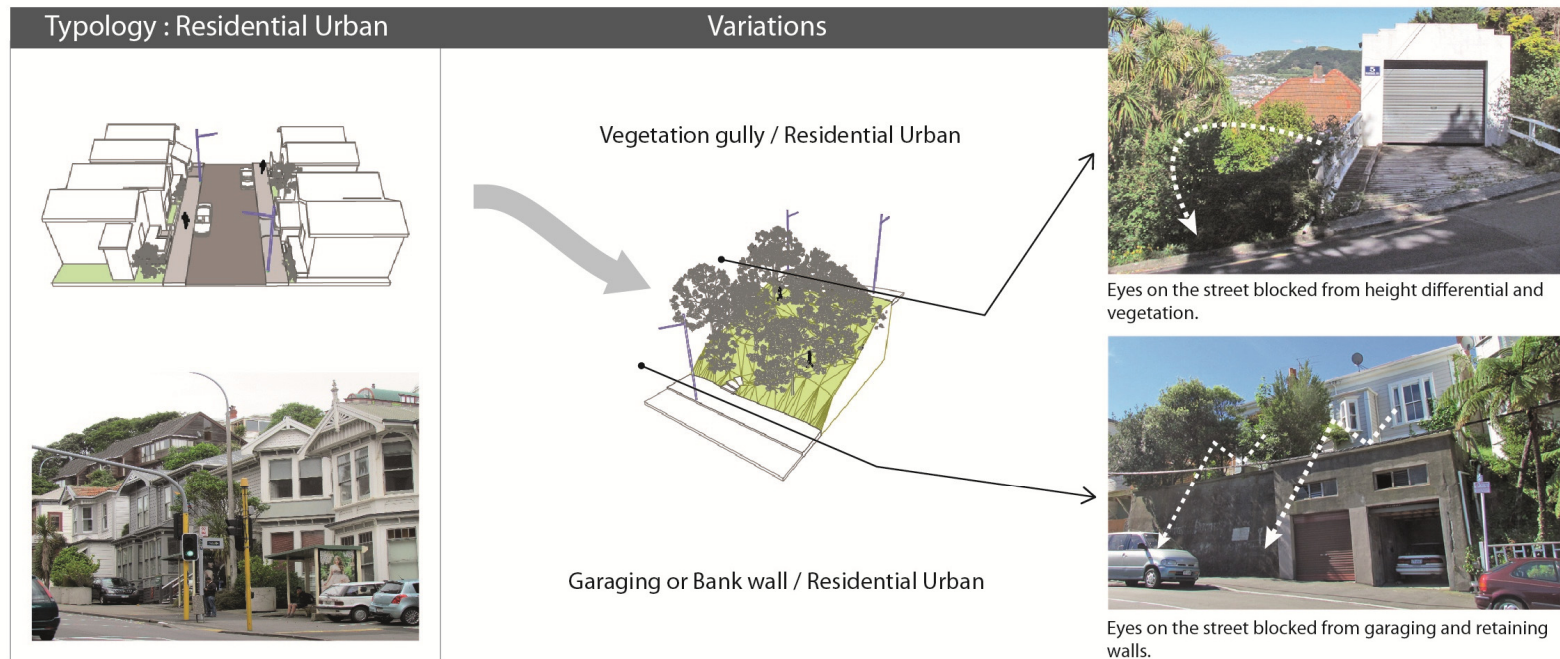 Typology : Residential Urban
Variations
Vegetation gully / Residential Urban
Garaging or Bank wall / Residential Urban
Eyes on the street blocked from height differential and
vegetation.
Eyes on the street blocked from garaging and retaining
walls.